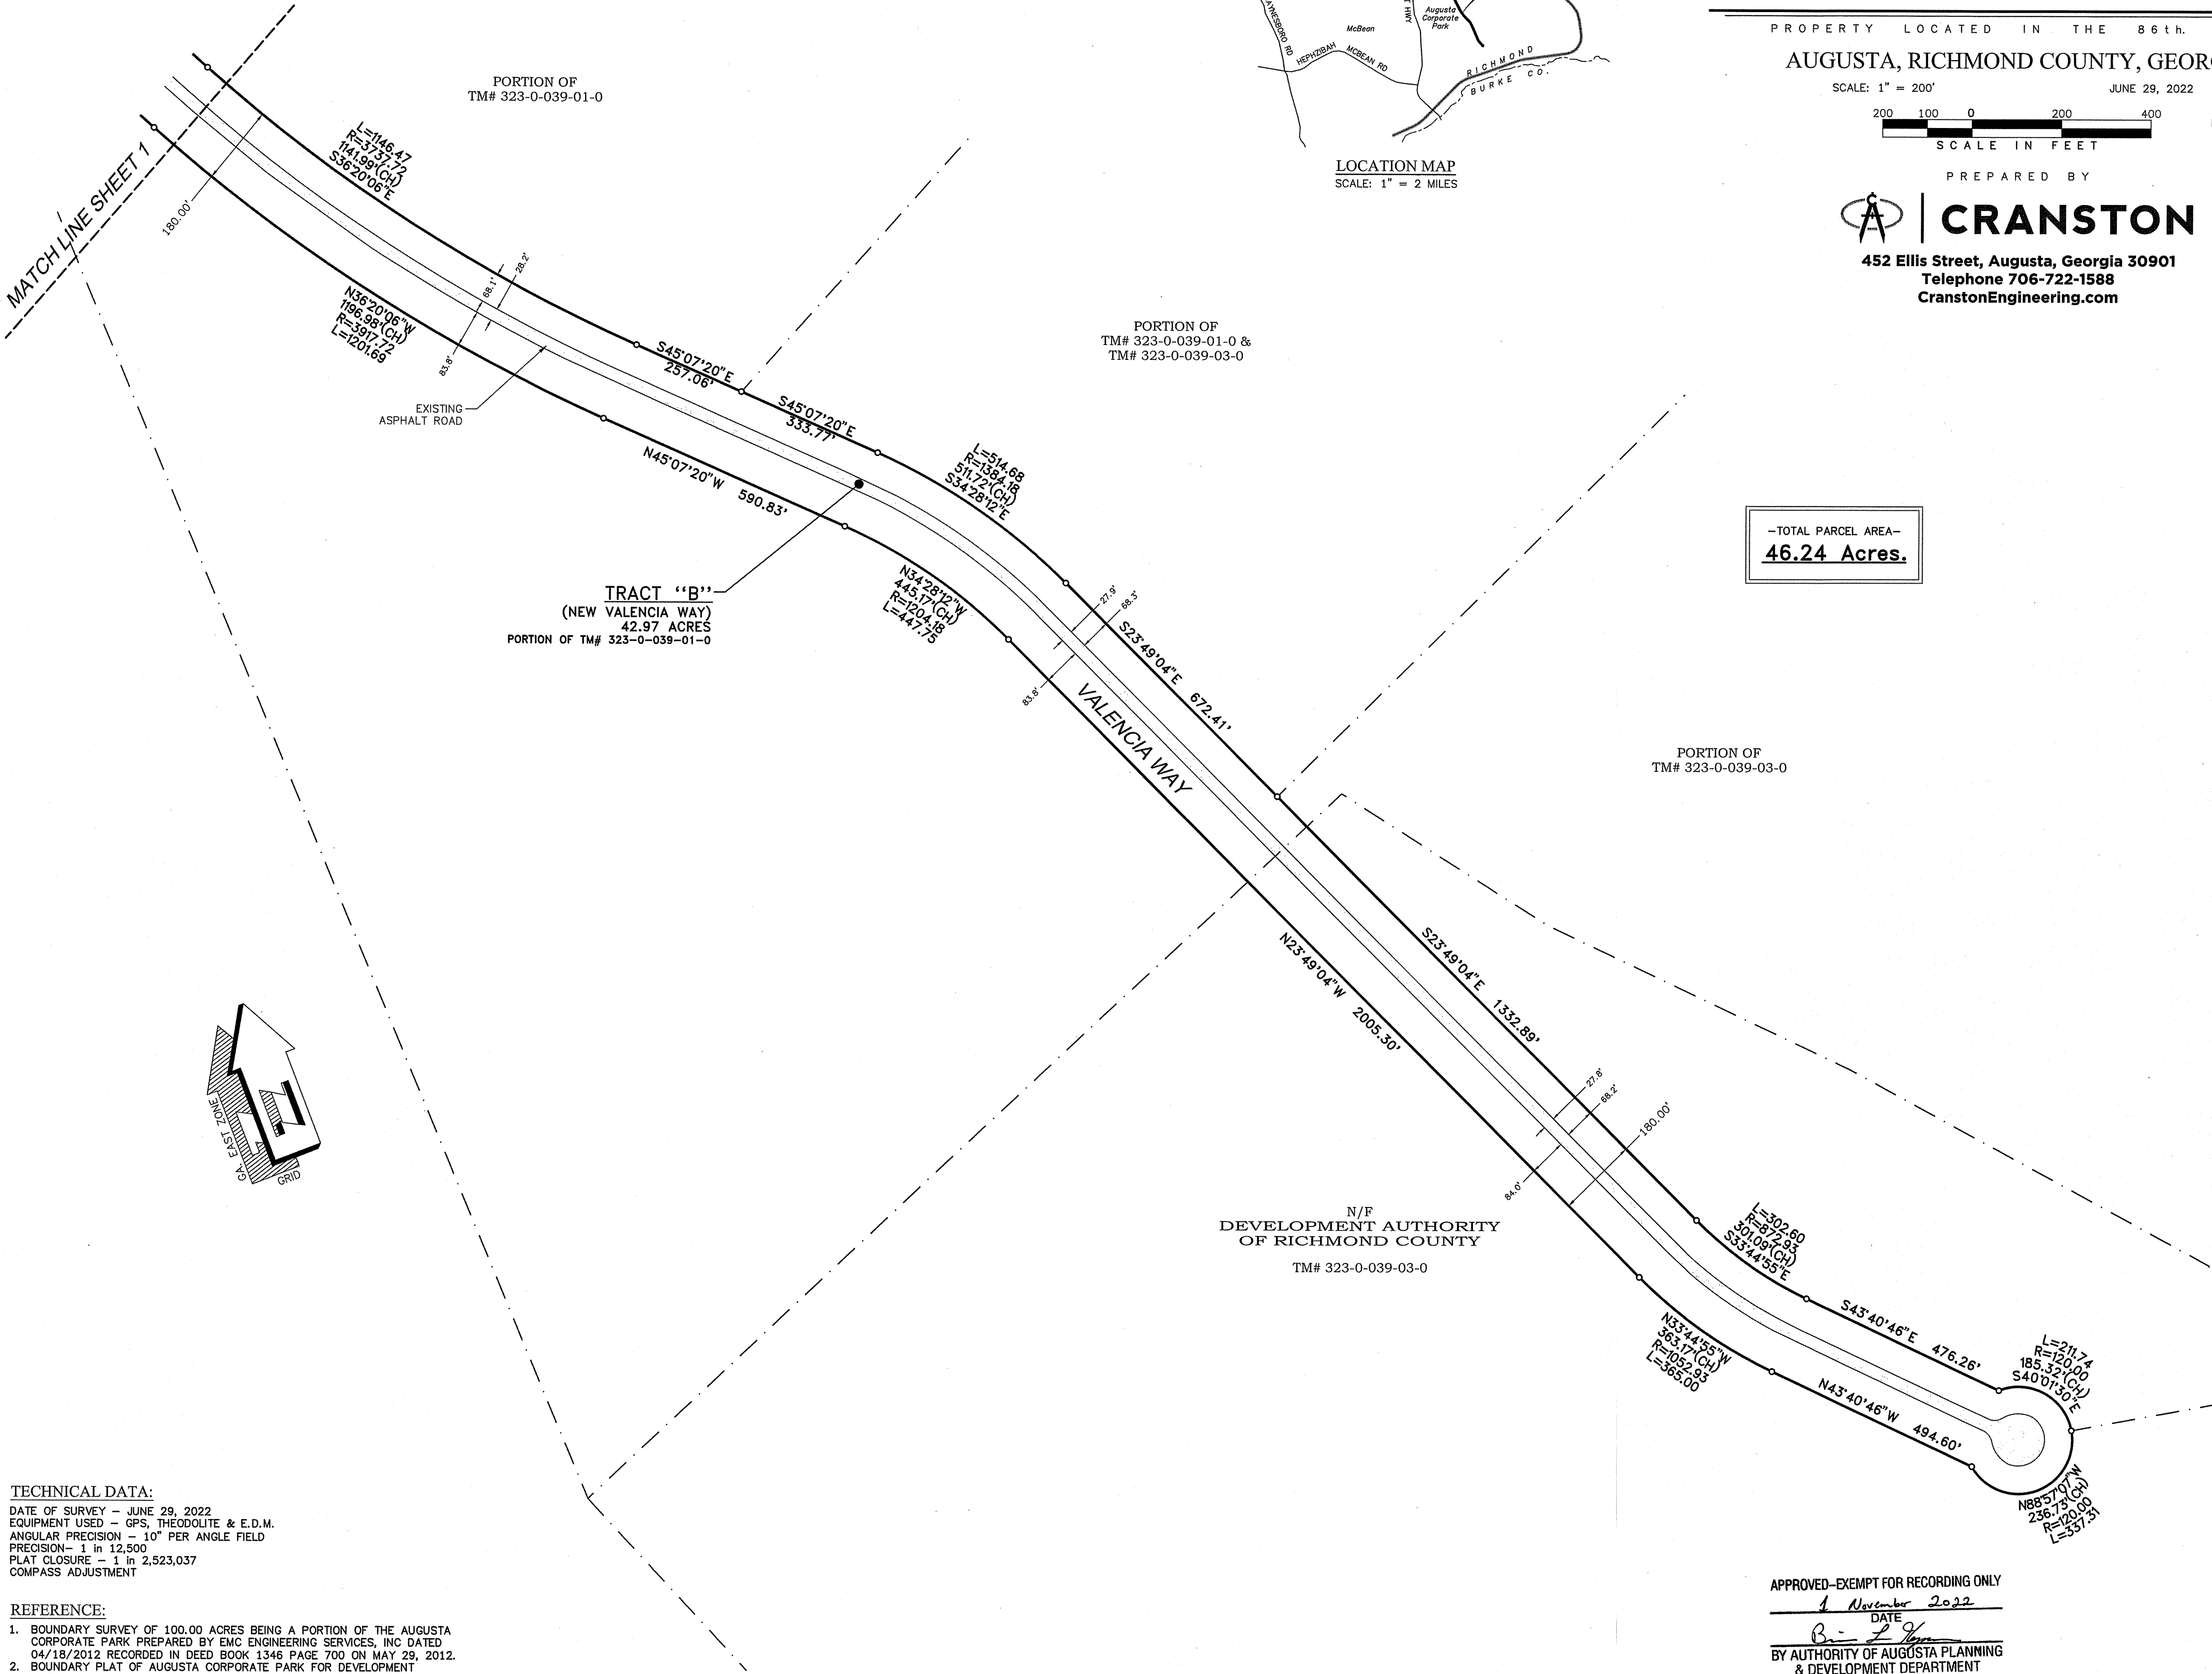 PORTION OF
TM# 323-0-039-01-0
McBean
Augusta
Corporate
Park
HEPHZIBAH McBEAN RD
RICHMOND
BURKE CO.
LOCATION MAP
SCALE: 1" = 2 MILES
PROPERTY LOCATED IN THE 86th.
AUGUSTA, RICHMOND COUNTY,
SCALE: 1" = 200'
JUNE 29, 2022
200 100 0 200 400
SCALE IN FEET
PREPARED BY
CRANSTON
452 Ellis Street, Augusta, Georgia 30901
Telephone 706-722-1588
CranstonEngineering.com
MATCH LINE SHEET 1
180.00'
L=1146.47
R=3737.72
1141.99'(CH)
S36°20'06"E
N36°20'06"W
1196.98'(CH)
R=3917.72
L=1201.69
68.1'
28.2'
83.8'
EXISTING
ASPHALT ROAD
S45°07'20"E
257.06'
S45°07'20"E
333.77'
N45°07'20"W 590.83'
PORTION OF
TM# 323-0-039-01-0 &
TM# 323-0-039-03-0
L=514.68
R=1384.18
511.72'(CH)
S34°28'12"E
TRACT "B"
(NEW VALENCIA WAY)
42.97 ACRES
PORTION OF TM# 323-0-039-01-0
N34°28'12"W
445.17'(CH)
R=1204.18
L=447.75
-TOTAL PARCEL AREA-
46.24 Acres.
27.9'
68.3'
83.8'
S23°49'04"E 672.41'
VALENCIA WAY
PORTION OF
TM# 323-0-039-03-0
S23°49'04"E 1332.89'
N23°49'04"W 2005.30'
27.8'
68.2'
180.00'
84.0'
GA. EAST ZONE
GRID
N/F
DEVELOPMENT AUTHORITY
OF RICHMOND COUNTY
TM# 323-0-039-03-0
L=302.60
R=872.93
301.09'(CH)
S33°44'55"E
N33°44'55"W
363.17'(CH)
R=1052.93
L=365.00
S43°40'46"E 476.26'
N43°40'46"W 494.60'
L=211.74
R=120.00
185.32'(CH)
S40°01'30"E
N88°57'07"W
236.73'(CH)
R=120.00
L=337.31
TECHNICAL DATA:
DATE OF SURVEY - JUNE 29, 2022
EQUIPMENT USED - GPS, THEODOLITE & E.D.M.
ANGULAR PRECISION - 10" PER ANGLE FIELD
PRECISION- 1 in 12,500
PLAT CLOSURE - 1 in 2,523,037
COMPASS ADJUSTMENT
REFERENCE:
1. BOUNDARY SURVEY OF 100.00 ACRES BEING A PORTION OF THE AUGUSTA
CORPORATE PARK PREPARED BY EMC ENGINEERING SERVICES, INC DATED
04/18/2012 RECORDED IN DEED BOOK 1346 PAGE 700 ON MAY 29, 2012.
2. BOUNDARY PLAT OF AUGUSTA CORPORATE PARK FOR DEVELOPMENT
APPROVED-EXEMPT FOR RECORDING ONLY
1 November 2022
DATE
BY AUTHORITY OF AUGUSTA PLANNING
& DEVELOPMENT DEPARTMENT